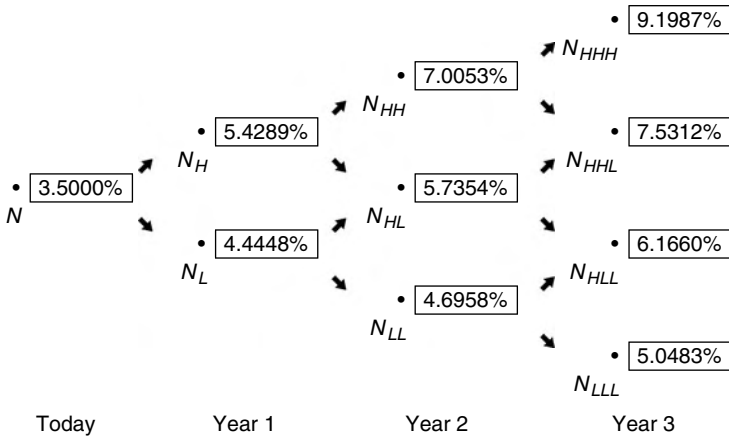 9.1987%
N_HHH
7.0053%
N_HH
5.4289%
7.5312%
N_H
N_HHL
3.5000%
5.7354%
N
N_HL
4.4448%
6.1660%
N_L
N_HLL
4.6958%
N_LL
5.0483%
N_LLL
Today Year 1 Year 2 Year 3